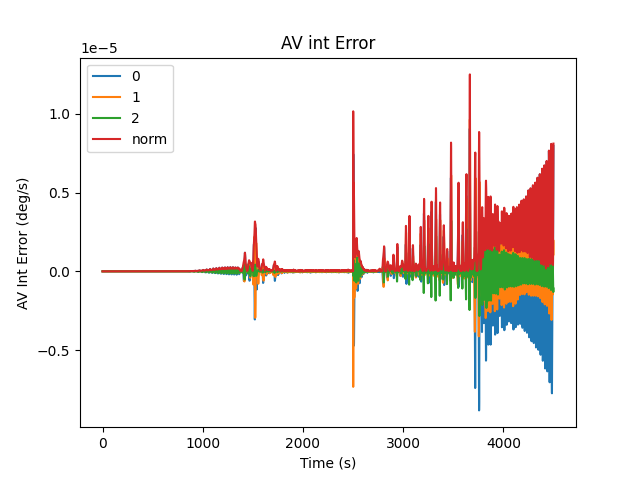 AV int Error
1e−5
0
1
2
norm
1.0
0.5
0.0
−0.5
AV Int Error (deg/s)
0
1000
2000
3000
4000
Time (s)